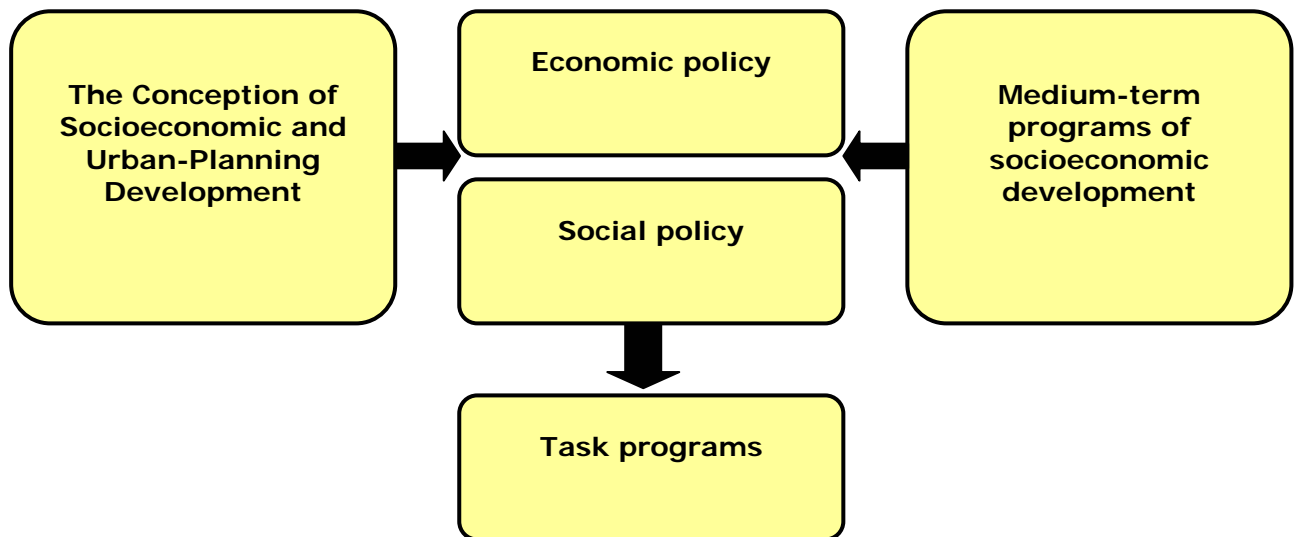 The Conception of
Socioeconomic and
Urban-Planning
Development
Economic policy
Social policy
Medium-term
programs of
socioeconomic
development
Task programs